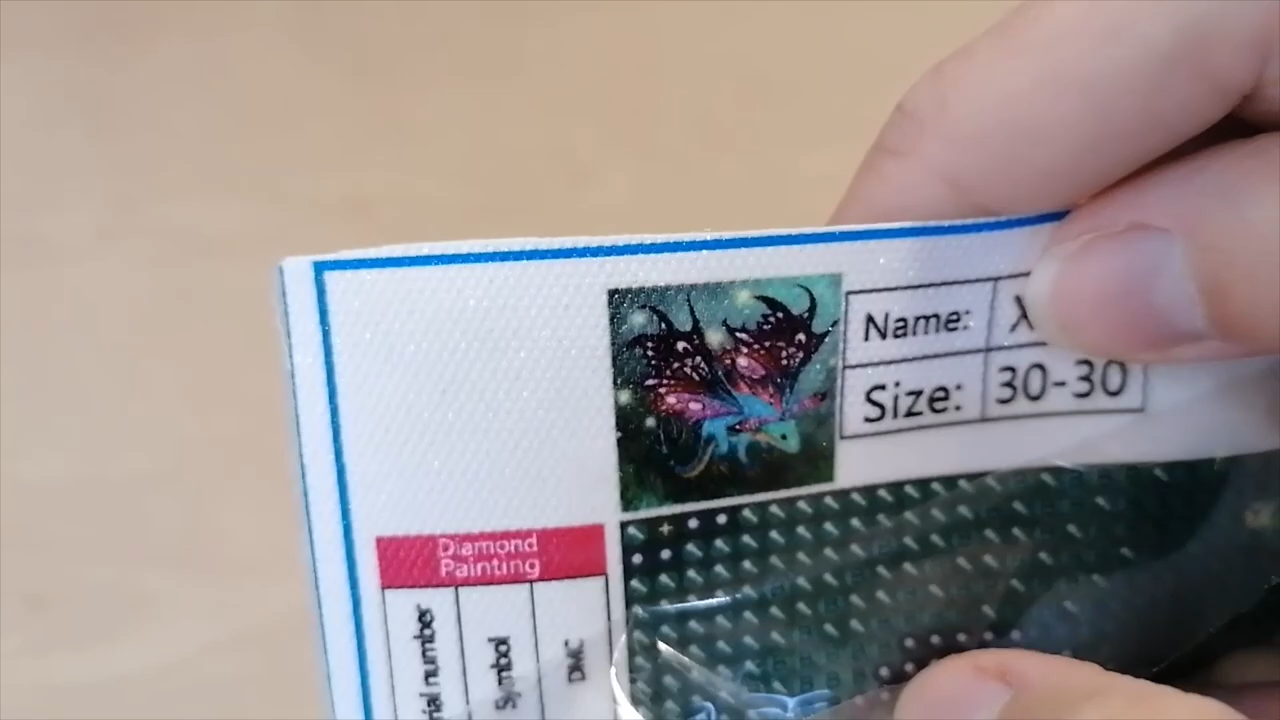 Name: X
Size: 30-30
Diamond
Painting
Symbol
DMC